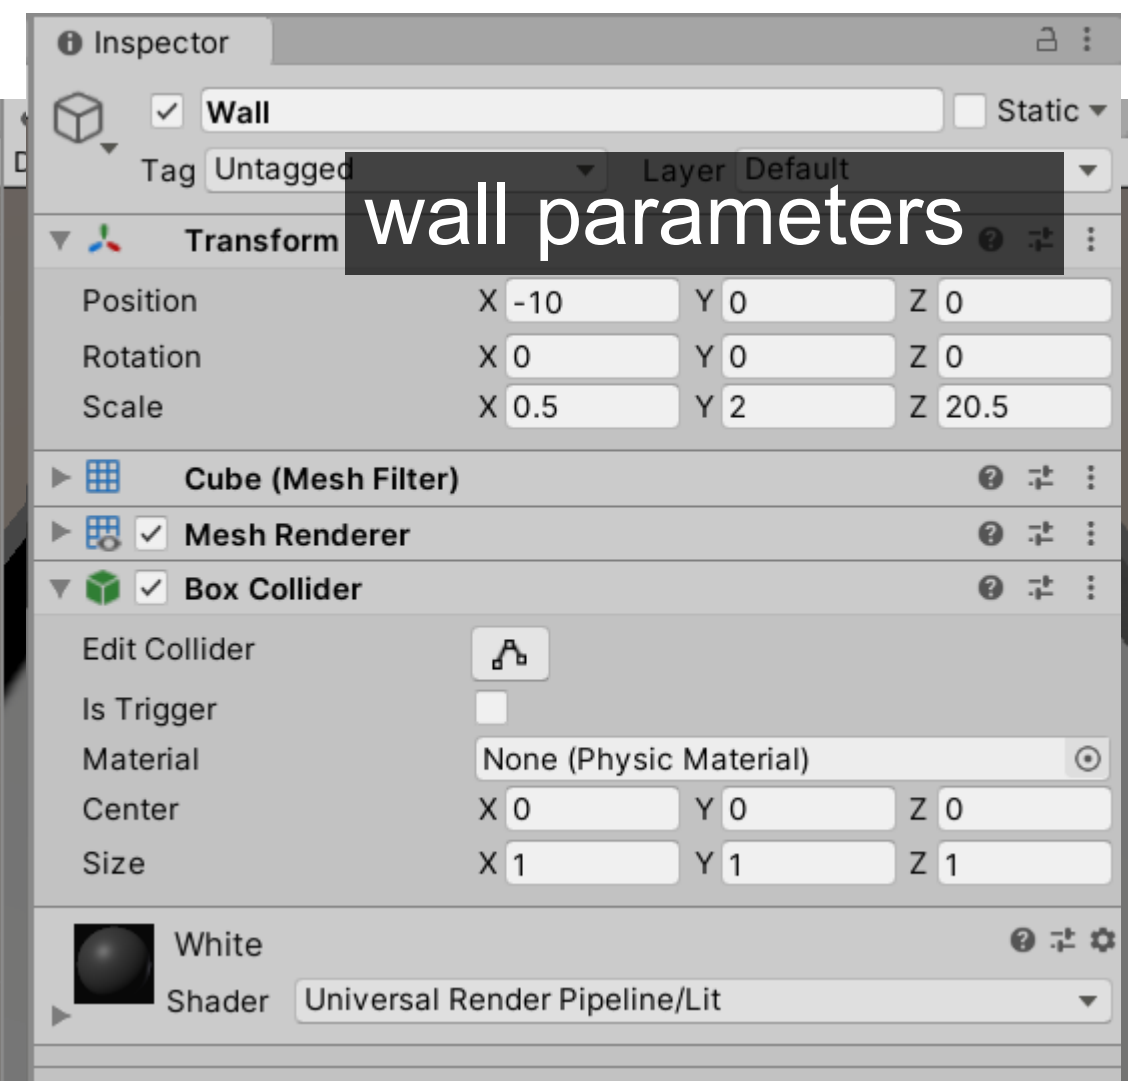 Inspector
Wall
Static
Tag Untagged Layer Default
wall parameters
Transform
Position X -10 Y 0 Z 0
Rotation X 0 Y 0 Z 0
Scale X 0.5 Y 2 Z 20.5
Cube (Mesh Filter)
Mesh Renderer
Box Collider
Edit Collider
Is Trigger
Material None (Physic Material)
Center X 0 Y 0 Z 0
Size X 1 Y 1 Z 1
White
Shader Universal Render Pipeline/Lit